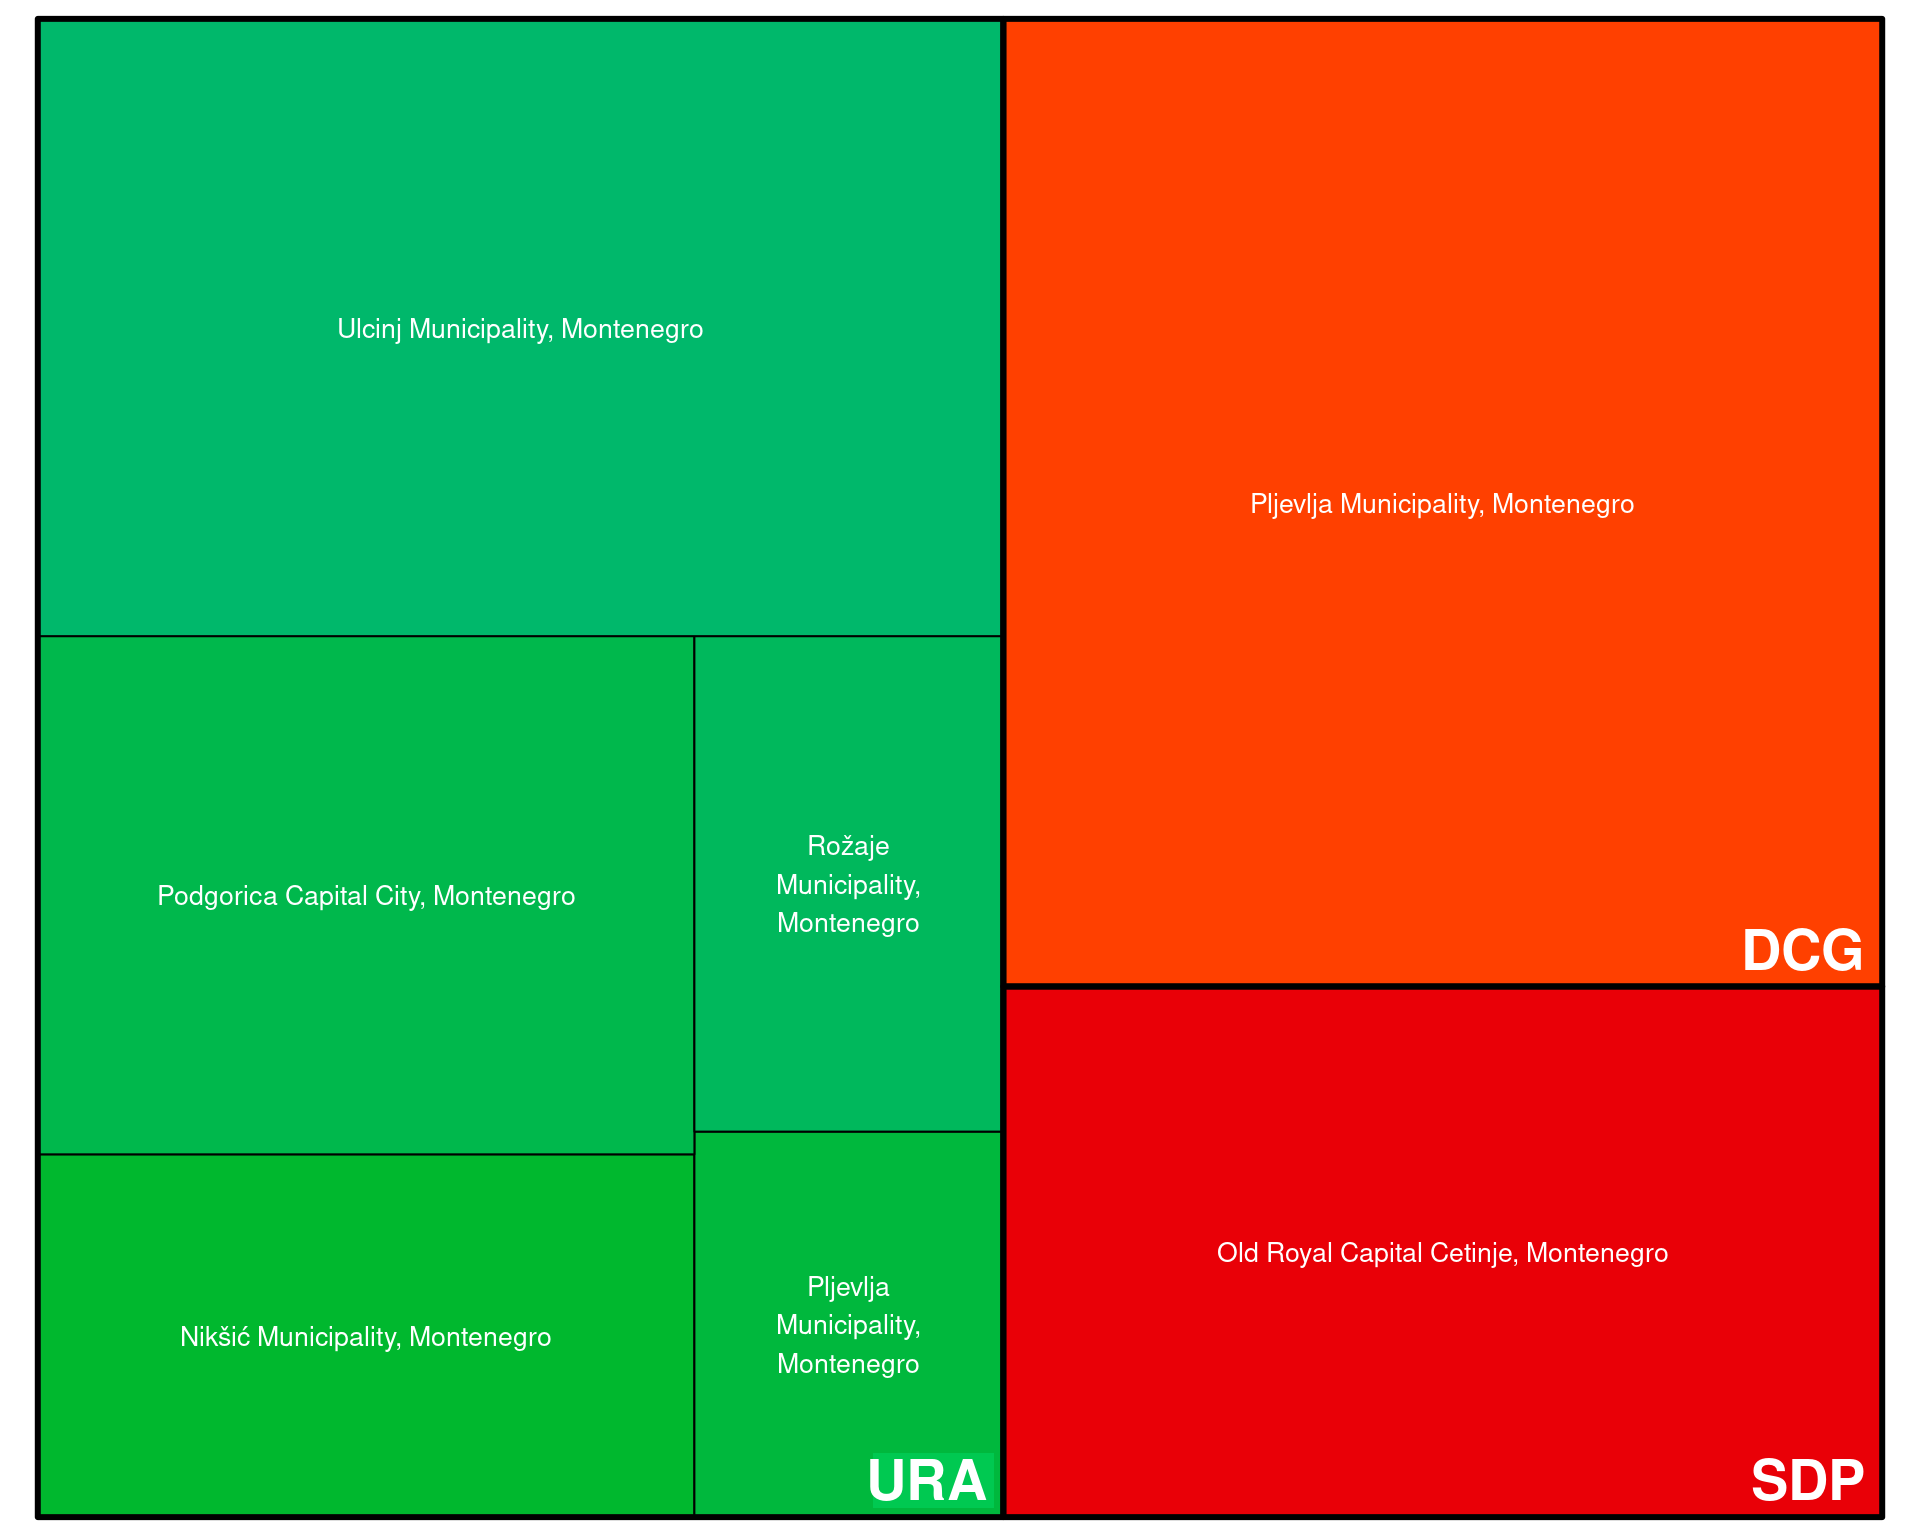 Ulcinj Municipality, Montenegro
Podgorica Capital City, Montenegro
Rožaje
Municipality,
Montenegro
Nikšić Municipality, Montenegro
Pljevlja
Municipality,
Montenegro
URA
Pljevlja Municipality, Montenegro
DCG
Old Royal Capital Cetinje, Montenegro
SDP